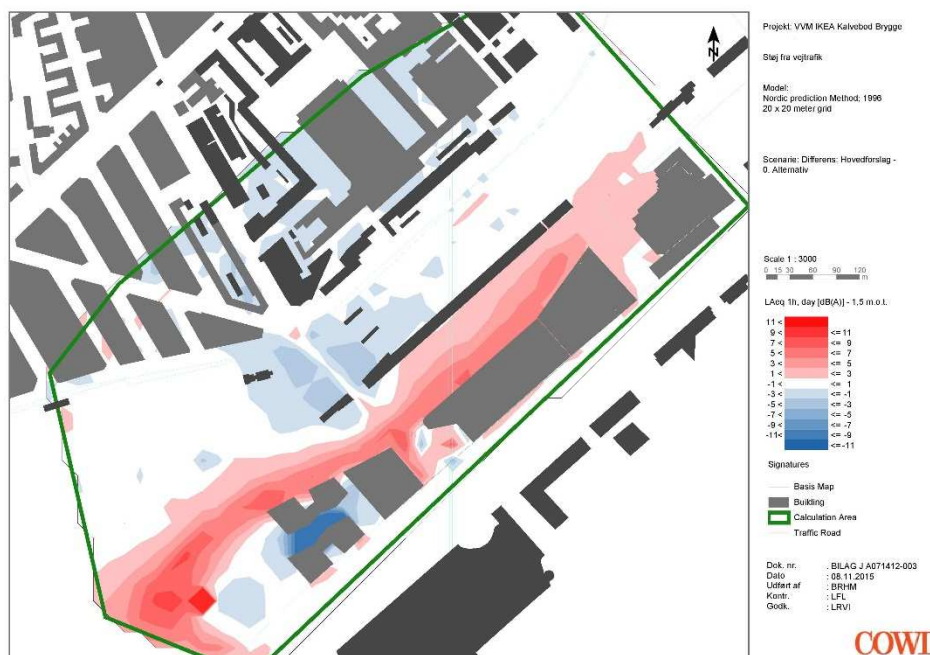 Projekt: VVM IKEA Kalvebod Brygge
Støj fra vejtrafik
N
Model:
Nordic prediction Method; 1996
20 x 20 meter grid
Scenarie: Differens: Hovedforslag -
0. Alternativ
Scale 1 : 3000
0 15 30 60 90 120
m
LAeq 1h, day [dB(A)] - 1,5 m.o.t.
11 <
9 < <= 11
7 < <= 9
5 < <= 7
3 < <= 5
1 < <= 3
-1 < <= 1
-3 < <= -1
-5 < <= -3
-7 < <= -5
-9 < <= -7
-11< <= -9
<=-11
Signatures
Basis Map
Building
Calculation Area
Traffic Road
Dok. nr. : BILAG J A071412-003
Dato : 08.11.2015
Udført af : BRHM
Kontr. : LFL
Godk. : LRVI
COWI